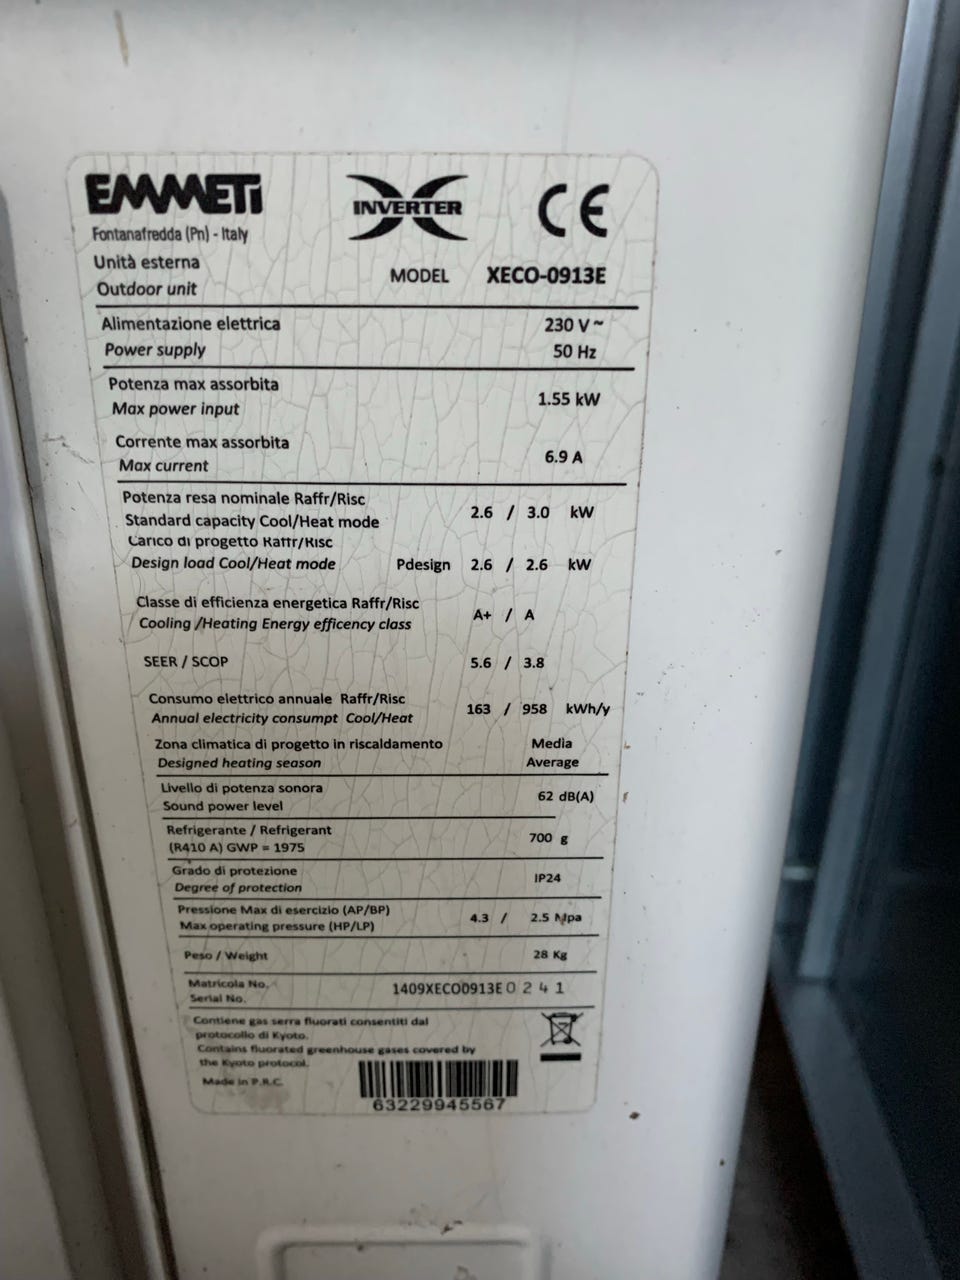 EMMETI
INVERTER
CE
Fontanafredda (Pn) - Italy
Unità esterna
Outdoor unit
MODEL XECO-0913E
Alimentazione elettrica 230 V ~
Power supply 50 Hz
Potenza max assorbita
Max power input 1.55 kW
Corrente max assorbita
Max current 6.9 A
Potenza resa nominale Raffr/Risc
Standard capacity Cool/Heat mode 2.6 / 3.0 kW
Carico di progetto Raffr/Risc
Design load Cool/Heat mode Pdesign 2.6 / 2.6 kW
Classe di efficienza energetica Raffr/Risc
Cooling /Heating Energy efficency class A+ / A
SEER / SCOP 5.6 / 3.8
Consumo elettrico annuale Raffr/Risc
Annual electricity consumpt Cool/Heat 163 / 958 kWh/y
Zona climatica di progetto in riscaldamento Media
Designed heating season Average
Livello di potenza sonora
Sound power level 62 dB(A)
Refrigerante / Refrigerant
(R410 A) GWP = 1975 700 g
Grado di protezione
Degree of protection IP24
Pressione Max di esercizio (AP/BP)
Max operating pressure (HP/LP) 4.3 / 2.5 Mpa
Peso / Weight 28 Kg
Matricola No.
Serial No. 1409XECO0913E0241
Contiene gas serra fluorati consentiti dal
protocollo di Kyoto.
Contains fluorated greenhouse gases covered by
the Kyoto protocol.
Made in P.R.C.
63229945567